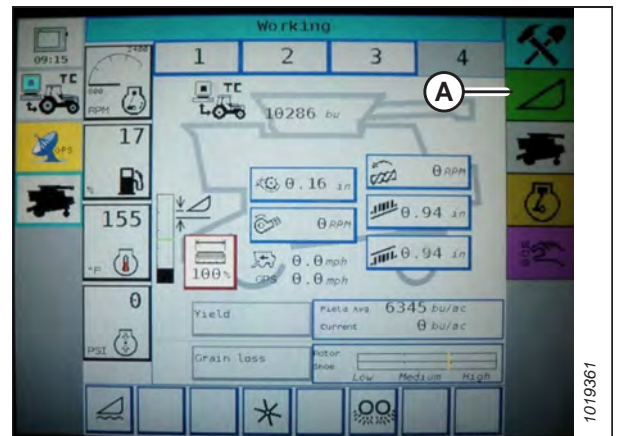 Working
09:15
2400
1 2 3 4
A
TC
TC
RPM
10286 bu
GPS
17
%
0.16 in
0 RPM
155
0 RPM
0.94 in
°F
100%
0.0 mph
GPS 0.0 mph
0.94 in
0
PSI
Yield
Field Avg 6345 bu/ac
Current 0 bu/ac
Grain loss
Rotor
Shoe
Low Medium High
1019361